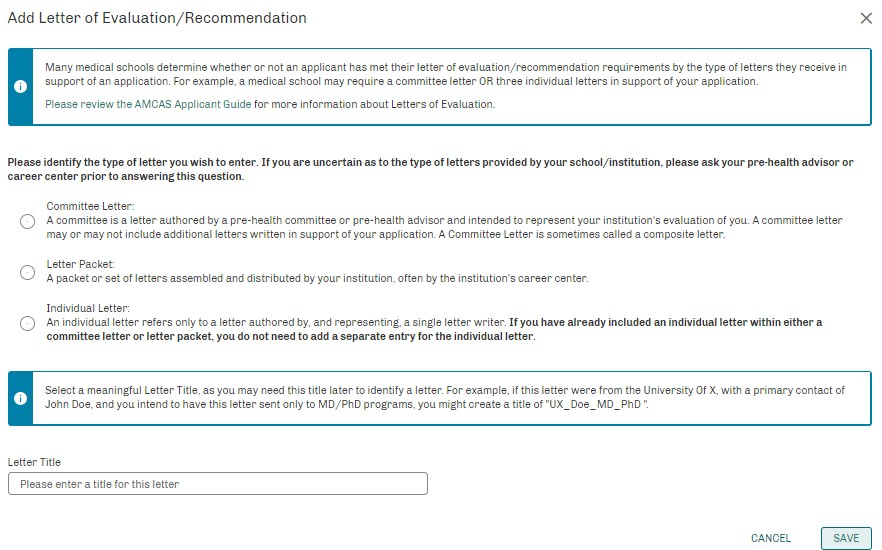 Add Letter of Evaluation/Recommendation
Many medical schools determine whether or not an applicant has met their letter of evaluation/recommendation requirements by the type of letters they receive in
support of an application. For example, a medical school may require a committee letter OR three individual letters in support of your application.
Please review the AMCAS Applicant Guide for more information about Letters of Evaluation.
Please identify the type of letter you wish to enter. If you are uncertain as to the type of letters provided by your school/institution, please ask your pre-health advisor or
career center prior to answering this question.
Committee Letter:
A committee is a letter authored by a pre-health committee or pre-health advisor and intended to represent your institution's evaluation of you. A committee letter
may or may not include additional letters written in support of your application. A Committee Letter is sometimes called a composite letter.
Letter Packet:
A packet or set of letters assembled and distributed by your institution, often by the institution's career center.
Individual Letter:
An individual letter refers only to a letter authored by, and representing, a single letter writer. If you have already included an individual letter within either a
committee letter or letter packet, you do not need to add a separate entry for the individual letter.
Select a meaningful Letter Title, as you may need this title later to identify a letter. For example, if this letter were from the University Of X, with a primary contact of
John Doe, and you intend to have this letter sent only to MD/PhD programs, you might create a title of "UX_Doe_MD_PhD ".
Letter Title
Please enter a title for this letter
CANCEL
SAVE